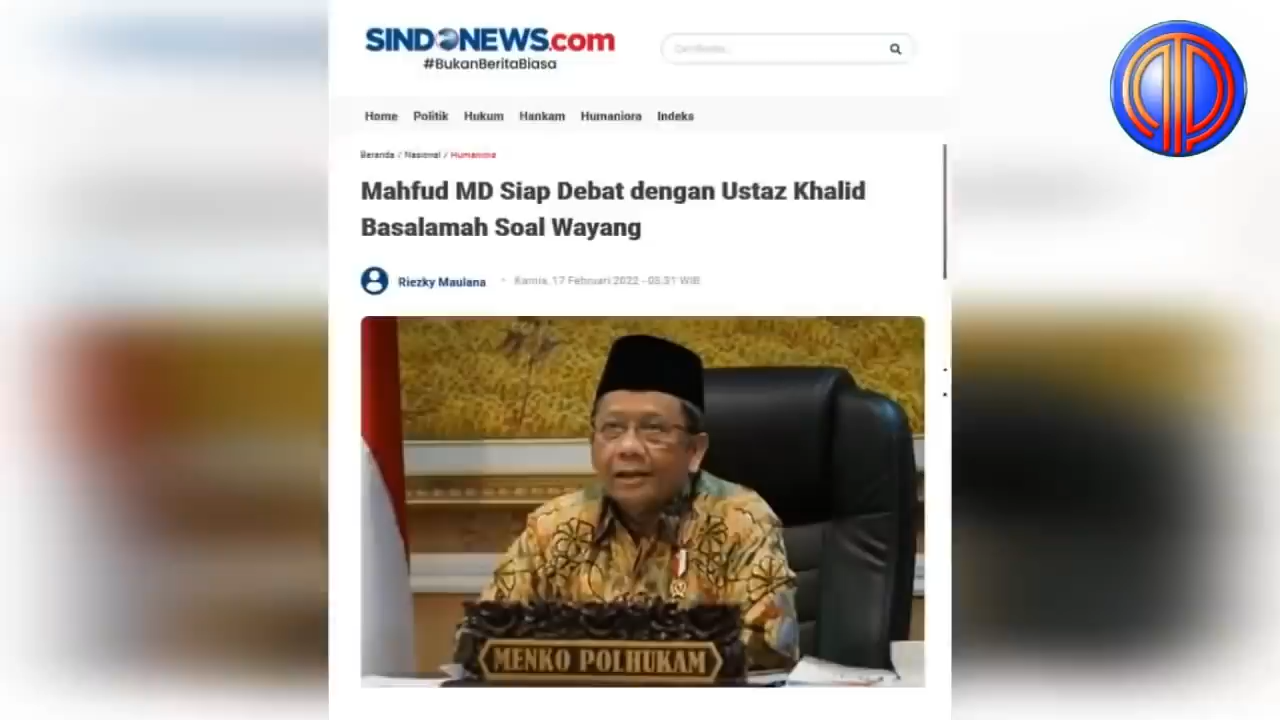 SINDONEWS.com
#BukanBeritaBiasa
Home Politik Hukum Hankam Humaniora Indeks
Beranda / Nasional / Humaniora
Mahfud MD Siap Debat dengan Ustaz Khalid
Basalamah Soal Wayang
Riezky Maulana
Kamis, 17 Februari 2022 - 05:31 WIB
MENKO POLHUKAM